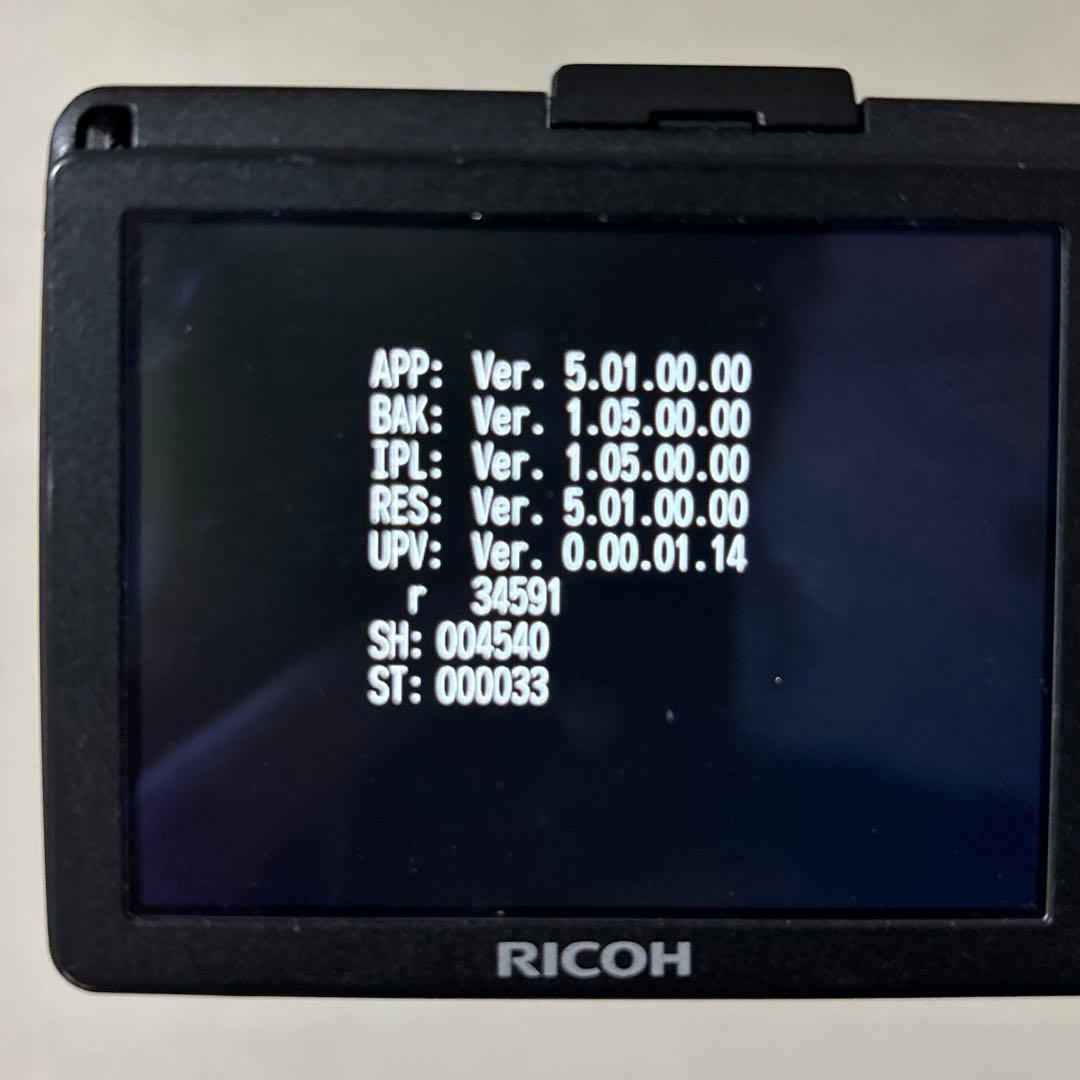 APP: Ver. 5.01.00.00
BAK: Ver. 1.05.00.00
IPL: Ver. 1.05.00.00
RES: Ver. 5.01.00.00
UPV: Ver. 0.00.01.14
r 34591
SH: 004540
ST: 000033
RICOH